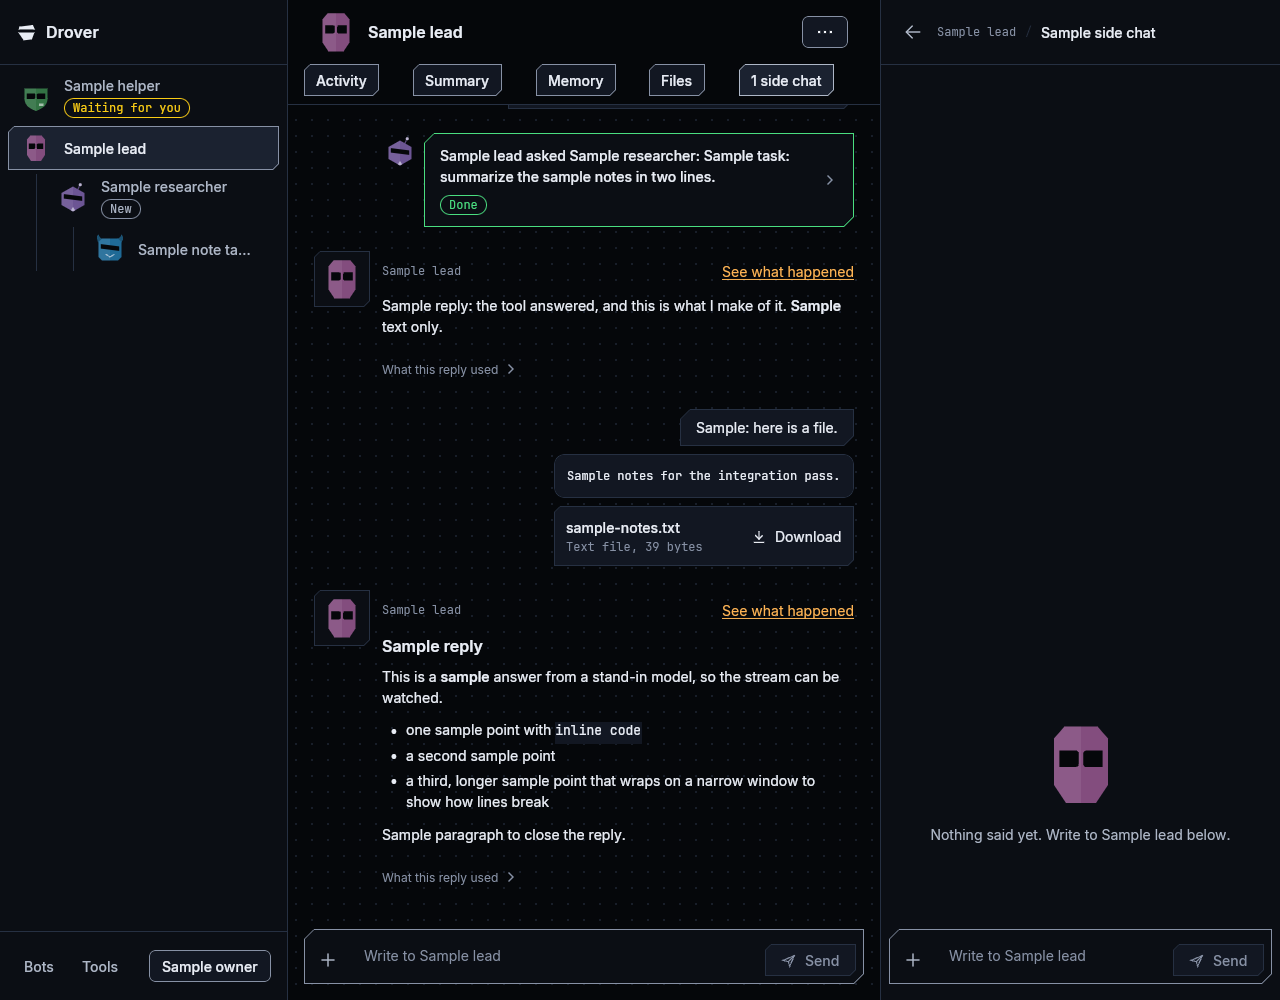 Drover
Sample helper
Waiting for you
Sample lead
Sample researcher
New
Sample note ta...
Bots
Tools
Sample owner
Sample lead
...
Activity
Summary
Memory
Files
1 side chat
Sample lead asked Sample researcher: Sample task:
summarize the sample notes in two lines.
Done
Sample lead
See what happened
Sample reply: the tool answered, and this is what I make of it. Sample
text only.
What this reply used
Sample: here is a file.
Sample notes for the integration pass.
sample-notes.txt
Text file, 39 bytes
Download
Sample lead
See what happened
Sample reply
This is a sample answer from a stand-in model, so the stream can be
watched.
• one sample point with inline code
• a second sample point
• a third, longer sample point that wraps on a narrow window to
show how lines break
Sample paragraph to close the reply.
What this reply used
Write to Sample lead
Send
Sample lead / Sample side chat
Nothing said yet. Write to Sample lead below.
Write to Sample lead
Send